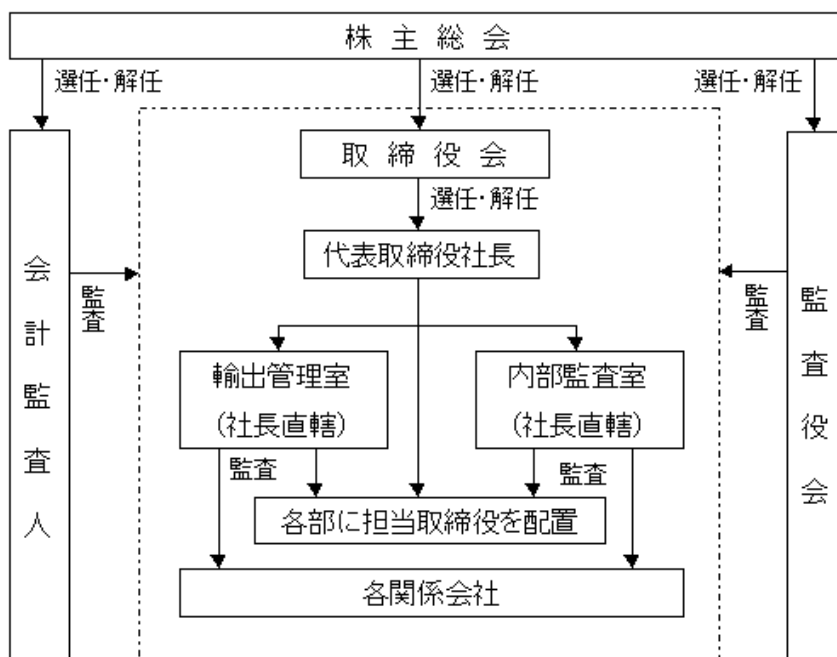 株主総会
選任・解任
選任・解任
選任・解任
取締役会
選任・解任
代表取締役社長
会計監査人
監査
監査
監査役会
輸出管理室
(社長直轄)
内部監査室
(社長直轄)
監査
監査
各部に担当取締役を配置
各関係会社